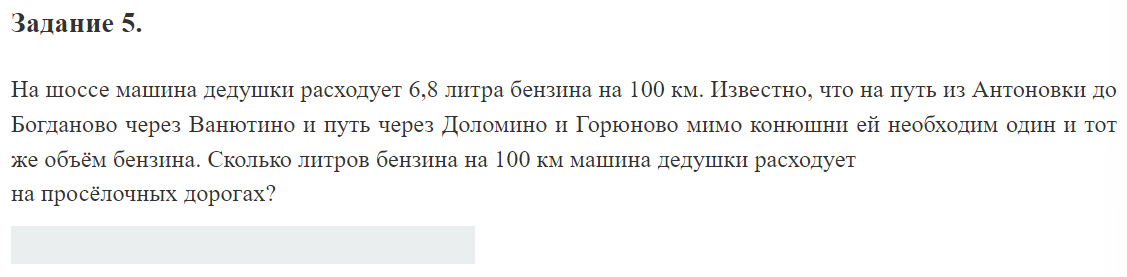 Задание 5.
На шоссе машина дедушки расходует 6,8 литра бензина на 100 км. Известно, что на путь из Антоновки до
Богданово через Ванютино и путь через Доломино и Горюново мимо конюшни ей необходим один и тот
же объём бензина. Сколько литров бензина на 100 км машина дедушки расходует
на просёлочных дорогах?